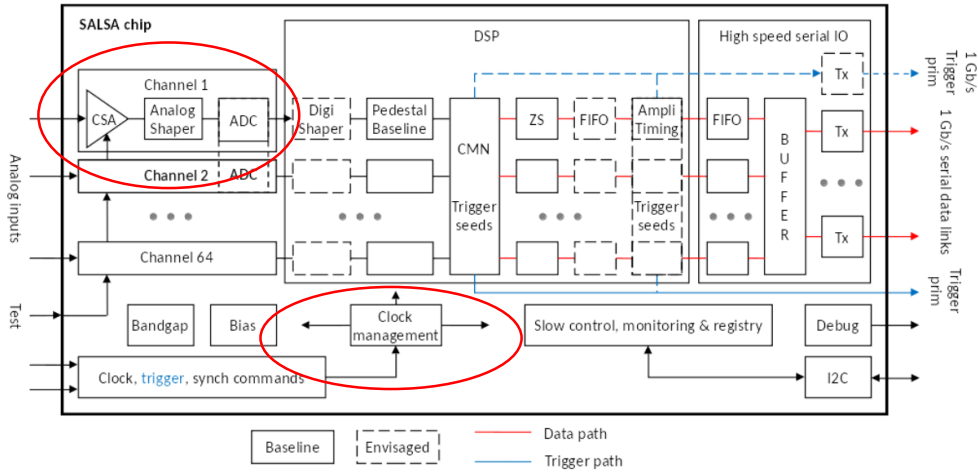 SALSA chip
DSP
High speed serial IO
Channel 1
CSA
Analog
Shaper
ADC
Digi
Shaper
Pedestal
Baseline
CMN
Trigger
seeds
ZS
FIFO
Ampli
Timing
FIFO
BUFFER
Tx
Tx
Tx
Channel 2
ADC
Trigger
seeds
Channel 64
Analog inputs
Test
1 Gb/s
Trigger
prim
1 Gb/s serial data links
Trigger
prim
Bandgap
Bias
Clock
management
Slow control, monitoring & registry
Debug
Clock, trigger, synch commands
I2C
Baseline
Envisaged
Data path
Trigger path